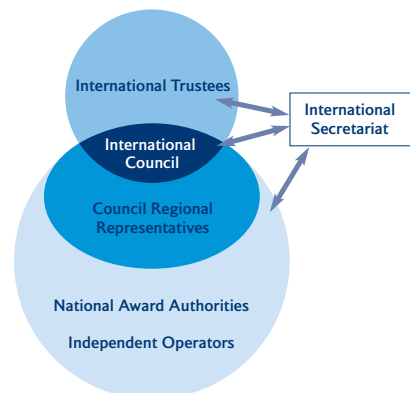 International Trustees
International
Secretariat
International
Council
Council Regional
Representatives
National Award Authorities
Independent Operators